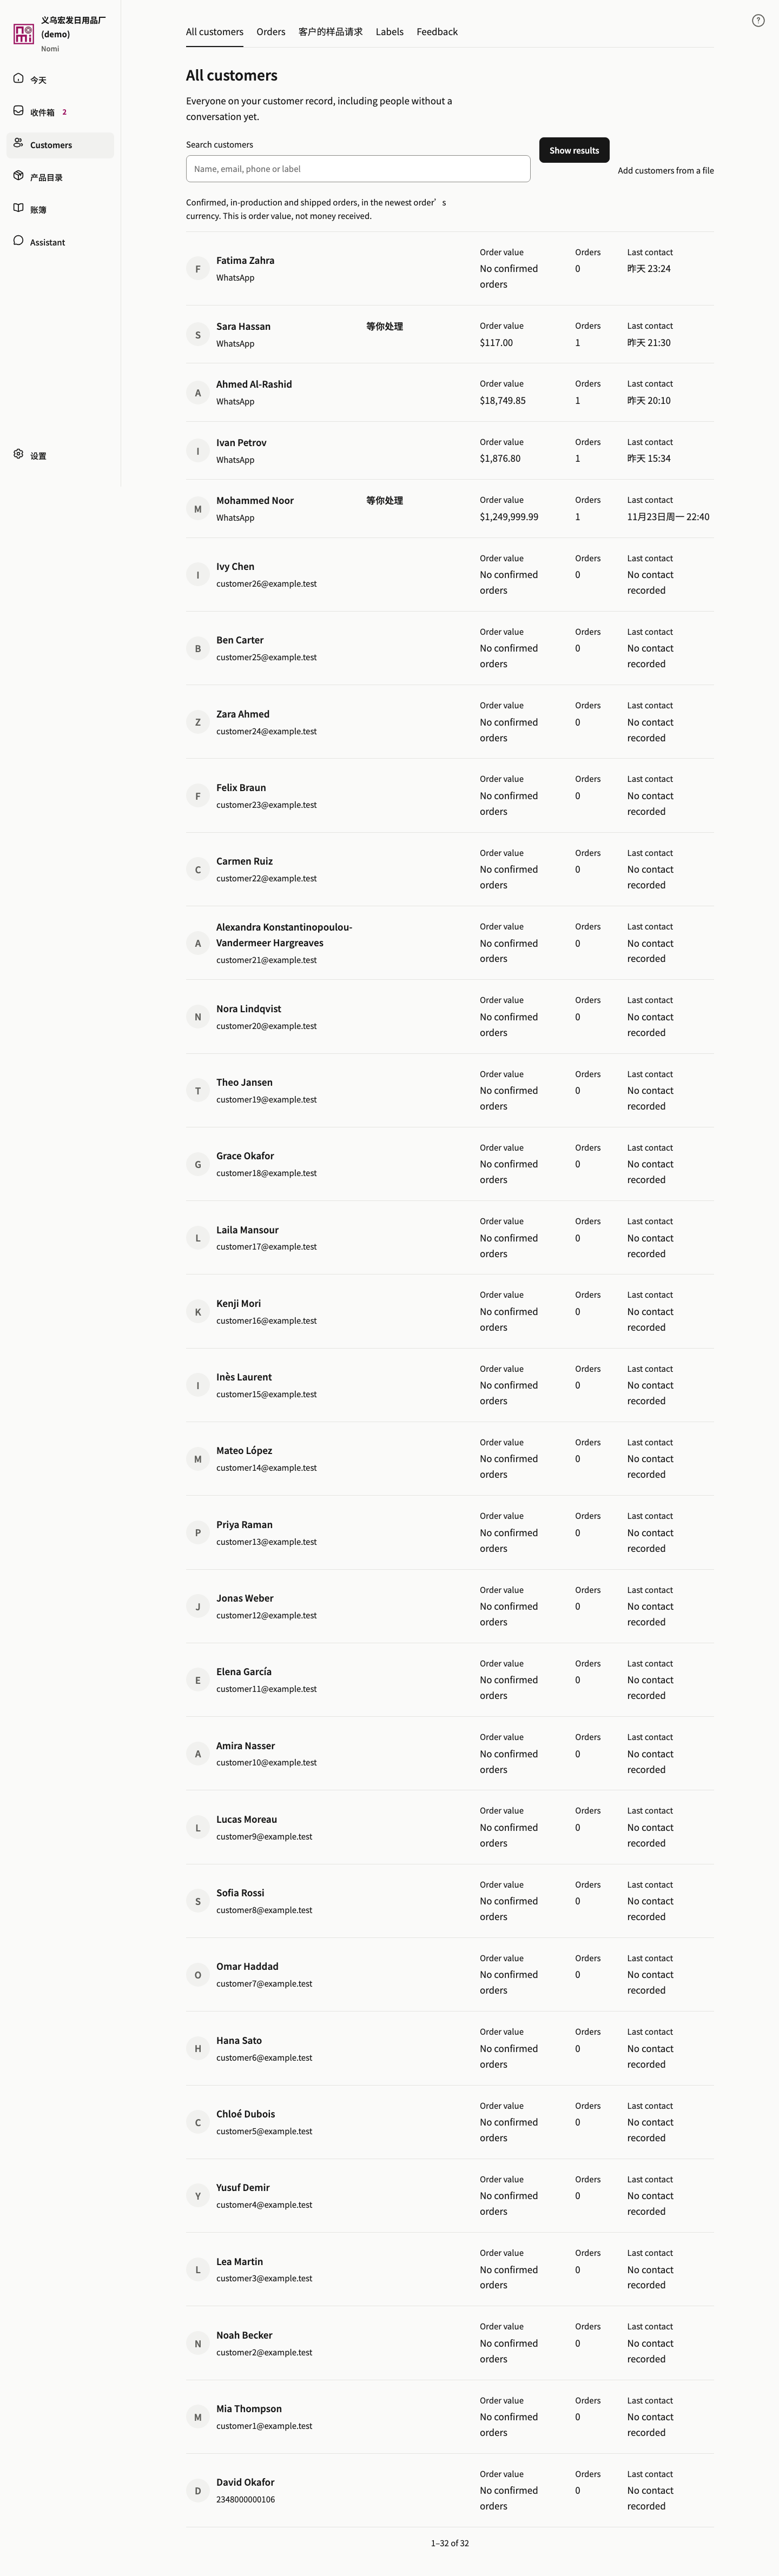 义乌宏发日用品厂
(demo)
Nomi
今天
收件箱 2
Customers
产品目录
账簿
Assistant
设置
All customers Orders 客户的样品请求 Labels Feedback
All customers
Everyone on your customer record, including people without a
conversation yet.
Search customers
Name, email, phone or label
Show results
Add customers from a file
Confirmed, in-production and shipped orders, in the newest order’s
currency. This is order value, not money received.
F Fatima Zahra
WhatsApp
Order value Orders Last contact
No confirmed orders 0 昨天 23:24
S Sara Hassan 等你处理
WhatsApp
Order value Orders Last contact
$117.00 1 昨天 21:30
A Ahmed Al-Rashid
WhatsApp
Order value Orders Last contact
$18,749.85 1 昨天 20:10
I Ivan Petrov
WhatsApp
Order value Orders Last contact
$1,876.80 1 昨天 15:34
M Mohammed Noor 等你处理
WhatsApp
Order value Orders Last contact
$1,249,999.99 1 11月23日周一 22:40
I Ivy Chen
customer26@example.test
Order value Orders Last contact
No confirmed orders 0 No contact recorded
B Ben Carter
customer25@example.test
Order value Orders Last contact
No confirmed orders 0 No contact recorded
Z Zara Ahmed
customer24@example.test
Order value Orders Last contact
No confirmed orders 0 No contact recorded
F Felix Braun
customer23@example.test
Order value Orders Last contact
No confirmed orders 0 No contact recorded
C Carmen Ruiz
customer22@example.test
Order value Orders Last contact
No confirmed orders 0 No contact recorded
A Alexandra Konstantinopoulou-
Vandermeer Hargreaves
customer21@example.test
Order value Orders Last contact
No confirmed orders 0 No contact recorded
N Nora Lindqvist
customer20@example.test
Order value Orders Last contact
No confirmed orders 0 No contact recorded
T Theo Jansen
customer19@example.test
Order value Orders Last contact
No confirmed orders 0 No contact recorded
G Grace Okafor
customer18@example.test
Order value Orders Last contact
No confirmed orders 0 No contact recorded
L Laila Mansour
customer17@example.test
Order value Orders Last contact
No confirmed orders 0 No contact recorded
K Kenji Mori
customer16@example.test
Order value Orders Last contact
No confirmed orders 0 No contact recorded
I Inès Laurent
customer15@example.test
Order value Orders Last contact
No confirmed orders 0 No contact recorded
M Mateo López
customer14@example.test
Order value Orders Last contact
No confirmed orders 0 No contact recorded
P Priya Raman
customer13@example.test
Order value Orders Last contact
No confirmed orders 0 No contact recorded
J Jonas Weber
customer12@example.test
Order value Orders Last contact
No confirmed orders 0 No contact recorded
E Elena García
customer11@example.test
Order value Orders Last contact
No confirmed orders 0 No contact recorded
A Amira Nasser
customer10@example.test
Order value Orders Last contact
No confirmed orders 0 No contact recorded
L Lucas Moreau
customer9@example.test
Order value Orders Last contact
No confirmed orders 0 No contact recorded
S Sofia Rossi
customer8@example.test
Order value Orders Last contact
No confirmed orders 0 No contact recorded
O Omar Haddad
customer7@example.test
Order value Orders Last contact
No confirmed orders 0 No contact recorded
H Hana Sato
customer6@example.test
Order value Orders Last contact
No confirmed orders 0 No contact recorded
C Chloé Dubois
customer5@example.test
Order value Orders Last contact
No confirmed orders 0 No contact recorded
Y Yusuf Demir
customer4@example.test
Order value Orders Last contact
No confirmed orders 0 No contact recorded
L Lea Martin
customer3@example.test
Order value Orders Last contact
No confirmed orders 0 No contact recorded
N Noah Becker
customer2@example.test
Order value Orders Last contact
No confirmed orders 0 No contact recorded
M Mia Thompson
customer1@example.test
Order value Orders Last contact
No confirmed orders 0 No contact recorded
D David Okafor
2348000000106
Order value Orders Last contact
No confirmed orders 0 No contact recorded
1–32 of 32